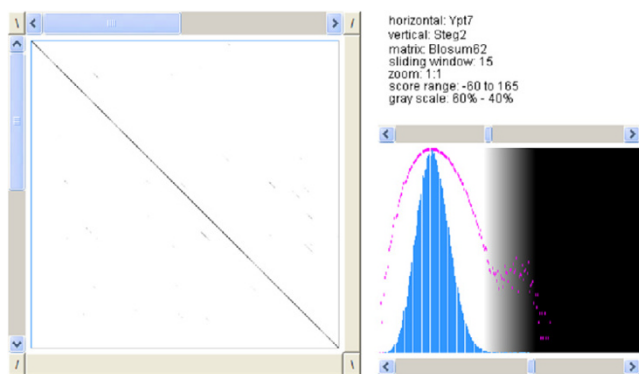 horizontal: Ypt7
vertical: Steg2
matrix: Blosum62
sliding window: 15
zoom: 1:1
score range: -60 to 165
gray scale: 60% - 40%